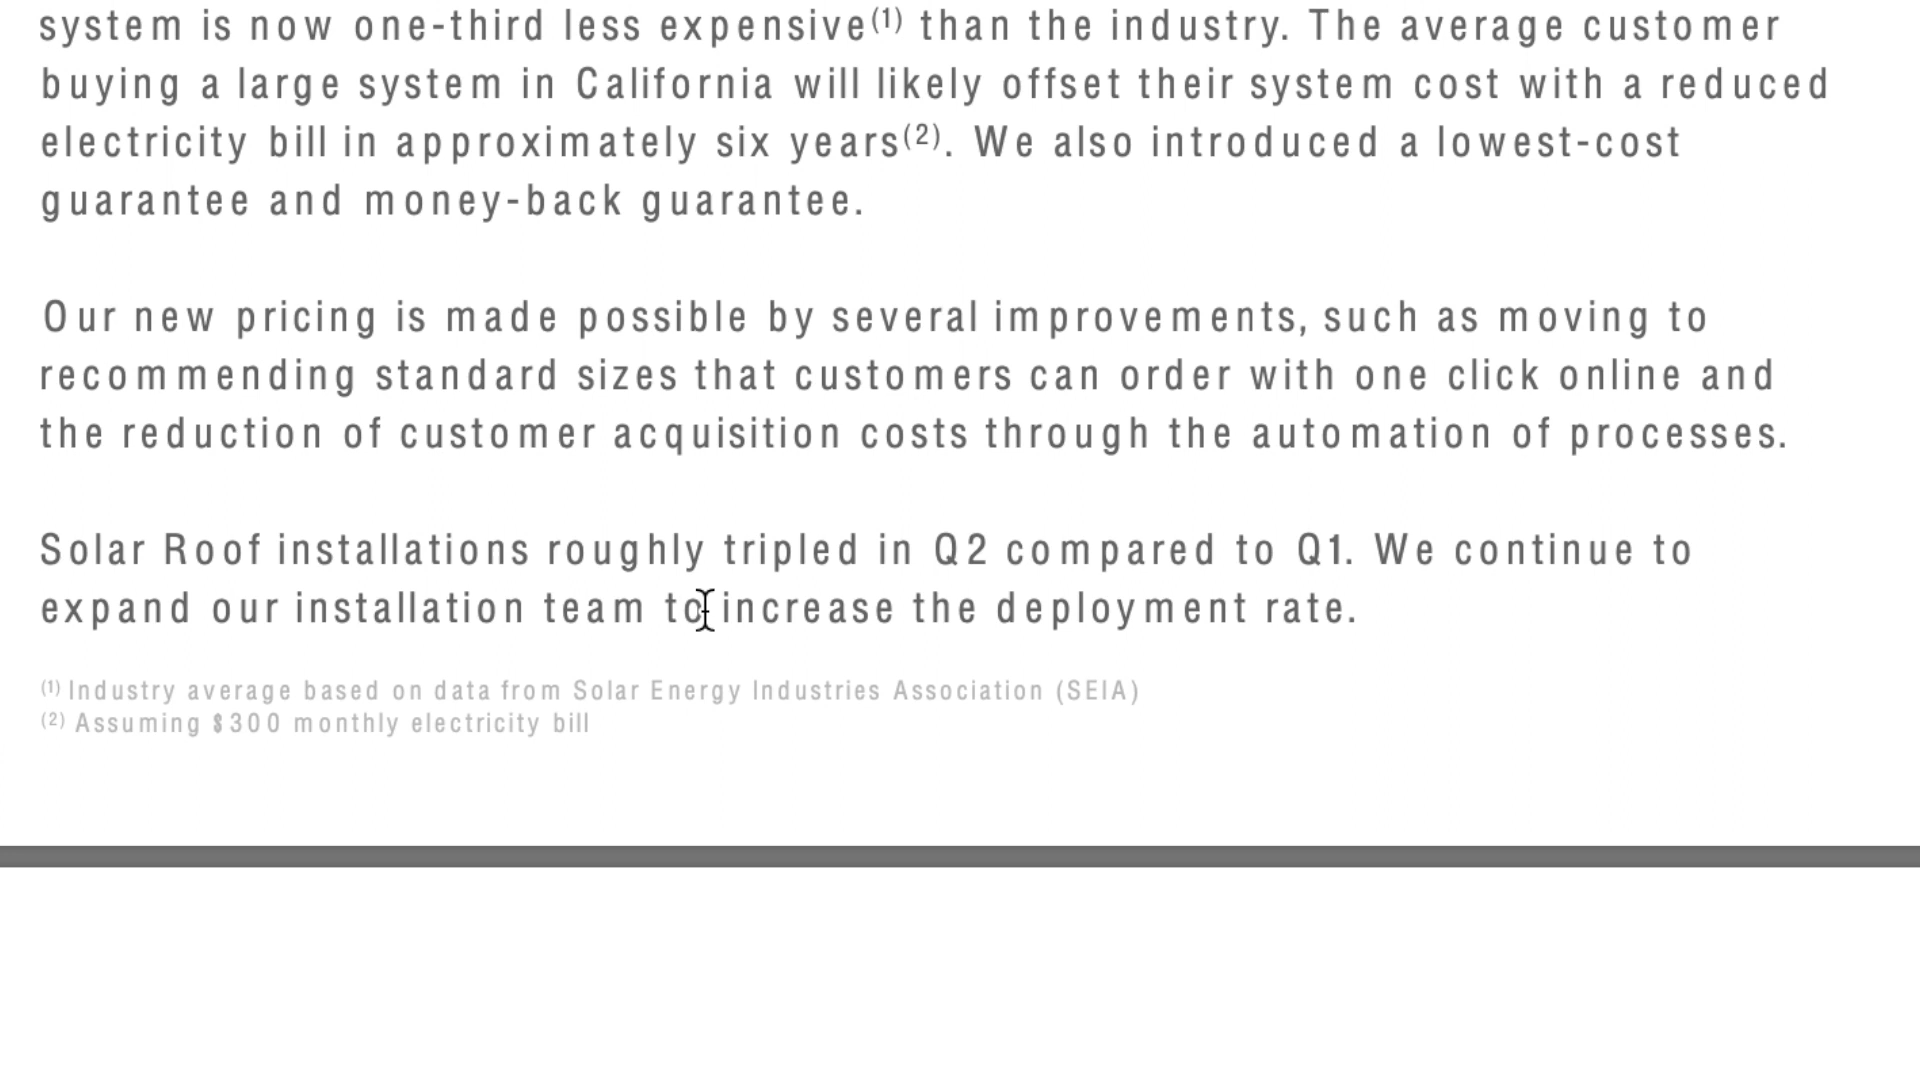 system is now one-third less expensive(1) than the industry. The average customer
buying a large system in California will likely offset their system cost with a reduced
electricity bill in approximately six years(2). We also introduced a lowest-cost
guarantee and money-back guarantee.
Our new pricing is made possible by several improvements, such as moving to
recommending standard sizes that customers can order with one click online and
the reduction of customer acquisition costs through the automation of processes.
Solar Roof installations roughly tripled in Q2 compared to Q1. We continue to
expand our installation team to increase the deployment rate.
(1) Industry average based on data from Solar Energy Industries Association (SEIA)
(2) Assuming $300 monthly electricity bill